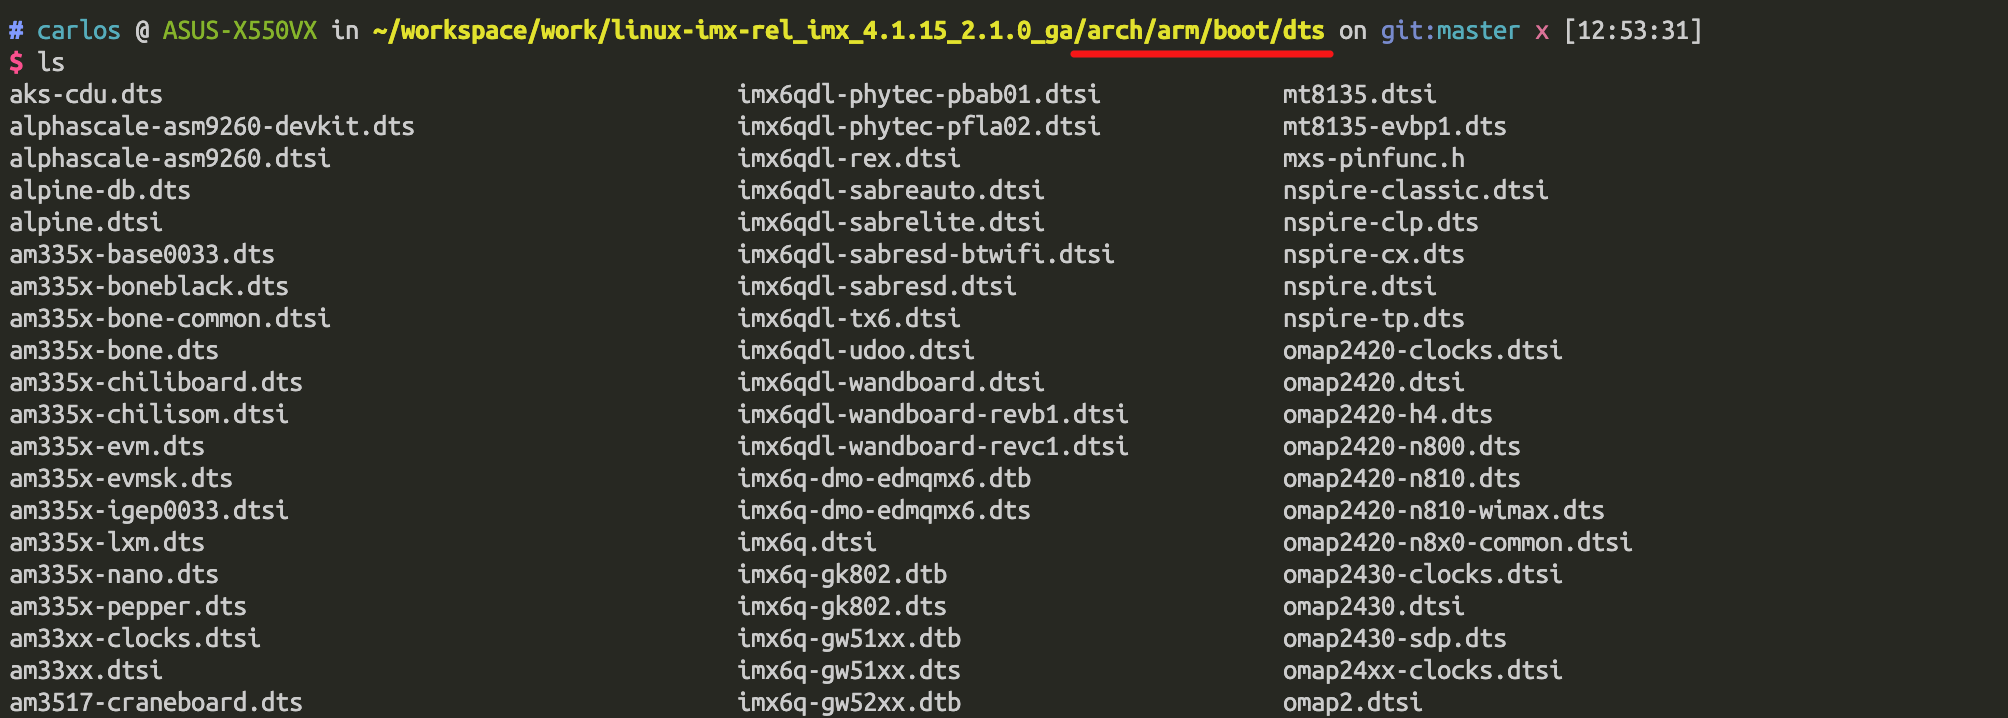 # carlos @ ASUS-X550VX in ~/workspace/work/linux-imx-rel_imx_4.1.15_2.1.0_ga/arch/arm/boot/dts on git:master x [12:53:31]
$ ls
aks-cdu.dts imx6qdl-phytec-pbab01.dtsi mt8135.dtsi
alphascale-asm9260-devkit.dts imx6qdl-phytec-pfla02.dtsi mt8135-evbp1.dts
alphascale-asm9260.dtsi imx6qdl-rex.dtsi mxs-pinfunc.h
alpine-db.dts imx6qdl-sabreauto.dtsi nspire-classic.dtsi
alpine.dtsi imx6qdl-sabrelite.dtsi nspire-clp.dts
am335x-base0033.dts imx6qdl-sabresd-btwifi.dtsi nspire-cx.dts
am335x-boneblack.dts imx6qdl-sabresd.dtsi nspire.dtsi
am335x-bone-common.dtsi imx6qdl-tx6.dtsi nspire-tp.dts
am335x-bone.dts imx6qdl-udoo.dtsi omap2420-clocks.dtsi
am335x-chiliboard.dts imx6qdl-wandboard.dtsi omap2420.dtsi
am335x-chilisom.dtsi imx6qdl-wandboard-revb1.dtsi omap2420-h4.dts
am335x-evm.dts imx6qdl-wandboard-revc1.dtsi omap2420-n800.dts
am335x-evmsk.dts imx6q-dmo-edmqmx6.dtb omap2420-n810.dts
am335x-igep0033.dtsi imx6q-dmo-edmqmx6.dts omap2420-n810-wimax.dts
am335x-lxm.dts imx6q.dtsi omap2420-n8x0-common.dtsi
am335x-nano.dts imx6q-gk802.dtb omap2430-clocks.dtsi
am335x-pepper.dts imx6q-gk802.dts omap2430.dtsi
am33xx-clocks.dtsi imx6q-gw51xx.dtb omap2430-sdp.dts
am33xx.dtsi imx6q-gw51xx.dts omap24xx-clocks.dtsi
am3517-craneboard.dts imx6q-gw52xx.dtb omap2.dtsi